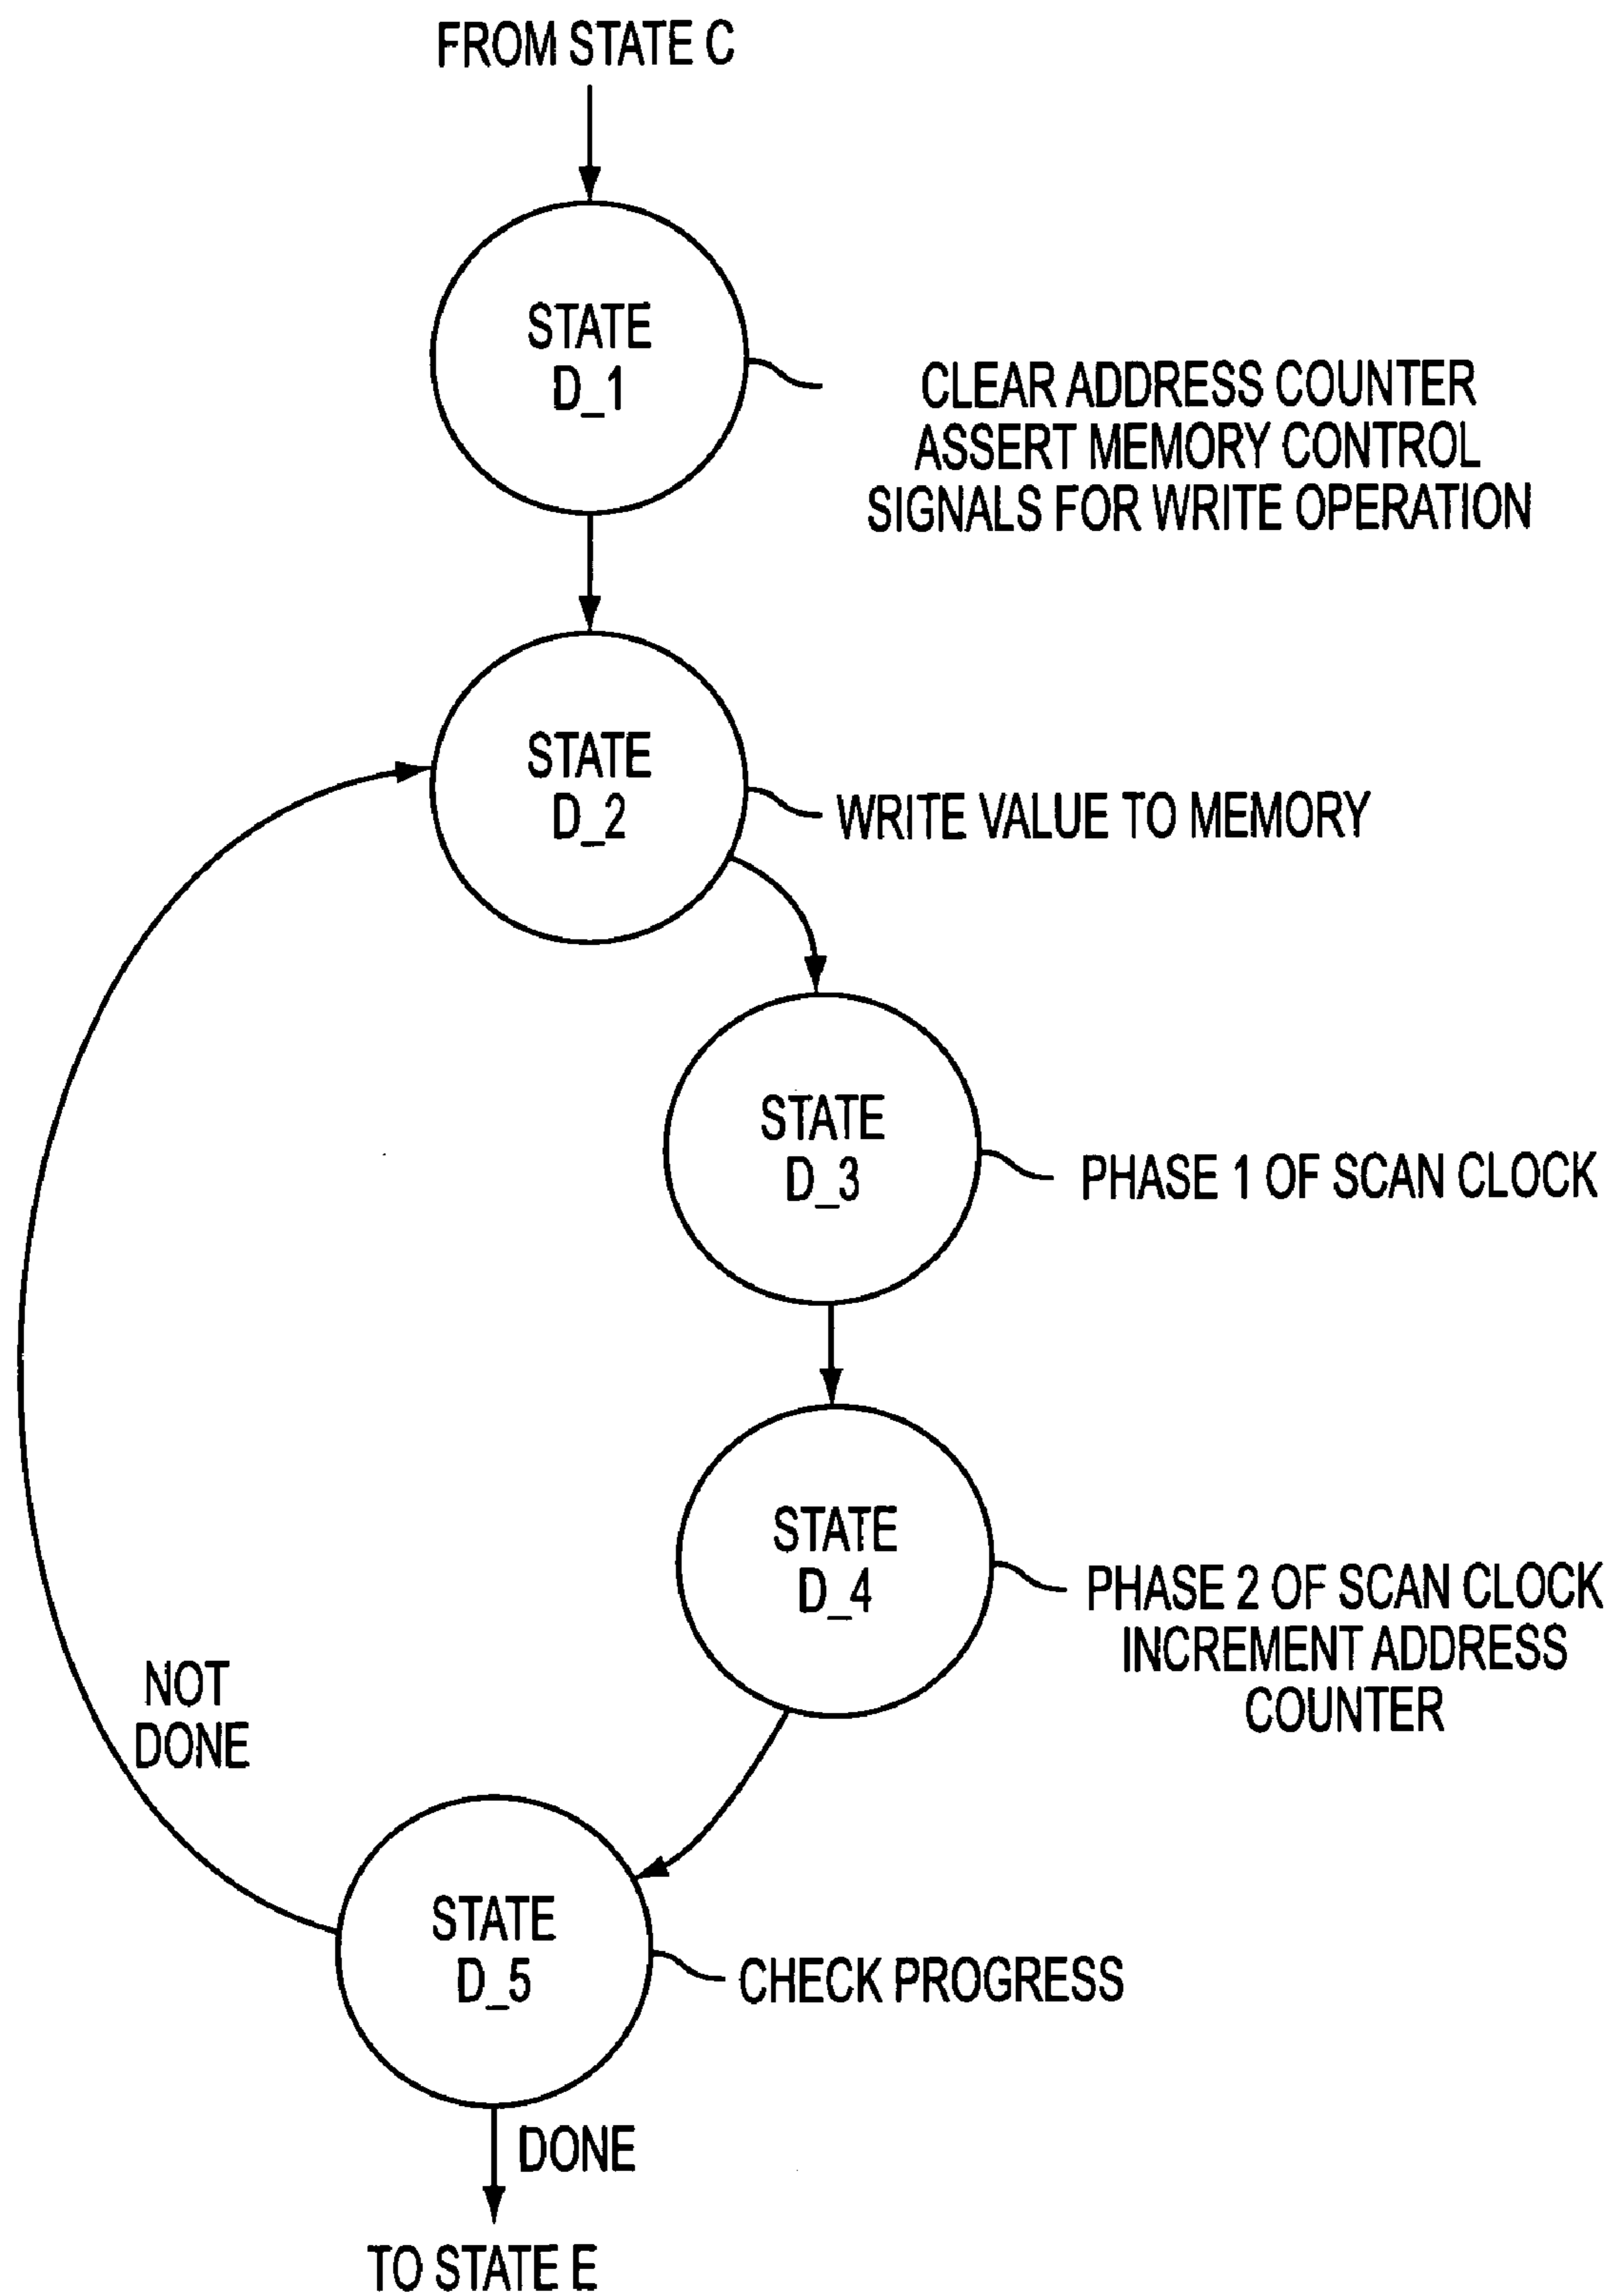 FROM STATE C
STATE
D_1
CLEAR ADDRESS COUNTER
ASSERT MEMORY CONTROL
SIGNALS FOR WRITE OPERATION
STATE
D_2
WRITE VALUE TO MEMORY
STATE
D_3
PHASE 1 OF SCAN CLOCK
STATE
D_4
PHASE 2 OF SCAN CLOCK
INCREMENT ADDRESS
COUNTER
NOT
DONE
STATE
D_5
CHECK PROGRESS
DONE
TO STATE E